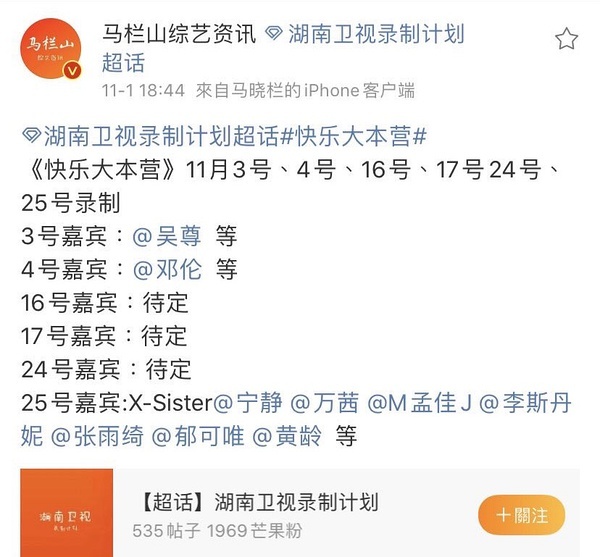 马栏山
马栏山综艺资讯 湖南卫视录制计划
超话
11-1 18:44 來自马晓栏的iPhone客户端
湖南卫视录制计划超话#快乐大本营#
《快乐大本营》11月3号、4号、16号、17号24号、
25号录制
3号嘉宾：@吴尊 等
4号嘉宾：@邓伦 等
16号嘉宾：待定
17号嘉宾：待定
24号嘉宾：待定
25号嘉宾:X-Sister@宁静 @万茜 @M孟佳J @李斯丹
妮 @张雨绮 @郁可唯 @黄龄 等
湖南卫视
录制计划
【超话】湖南卫视录制计划
535帖子 1969芒果粉
＋關注